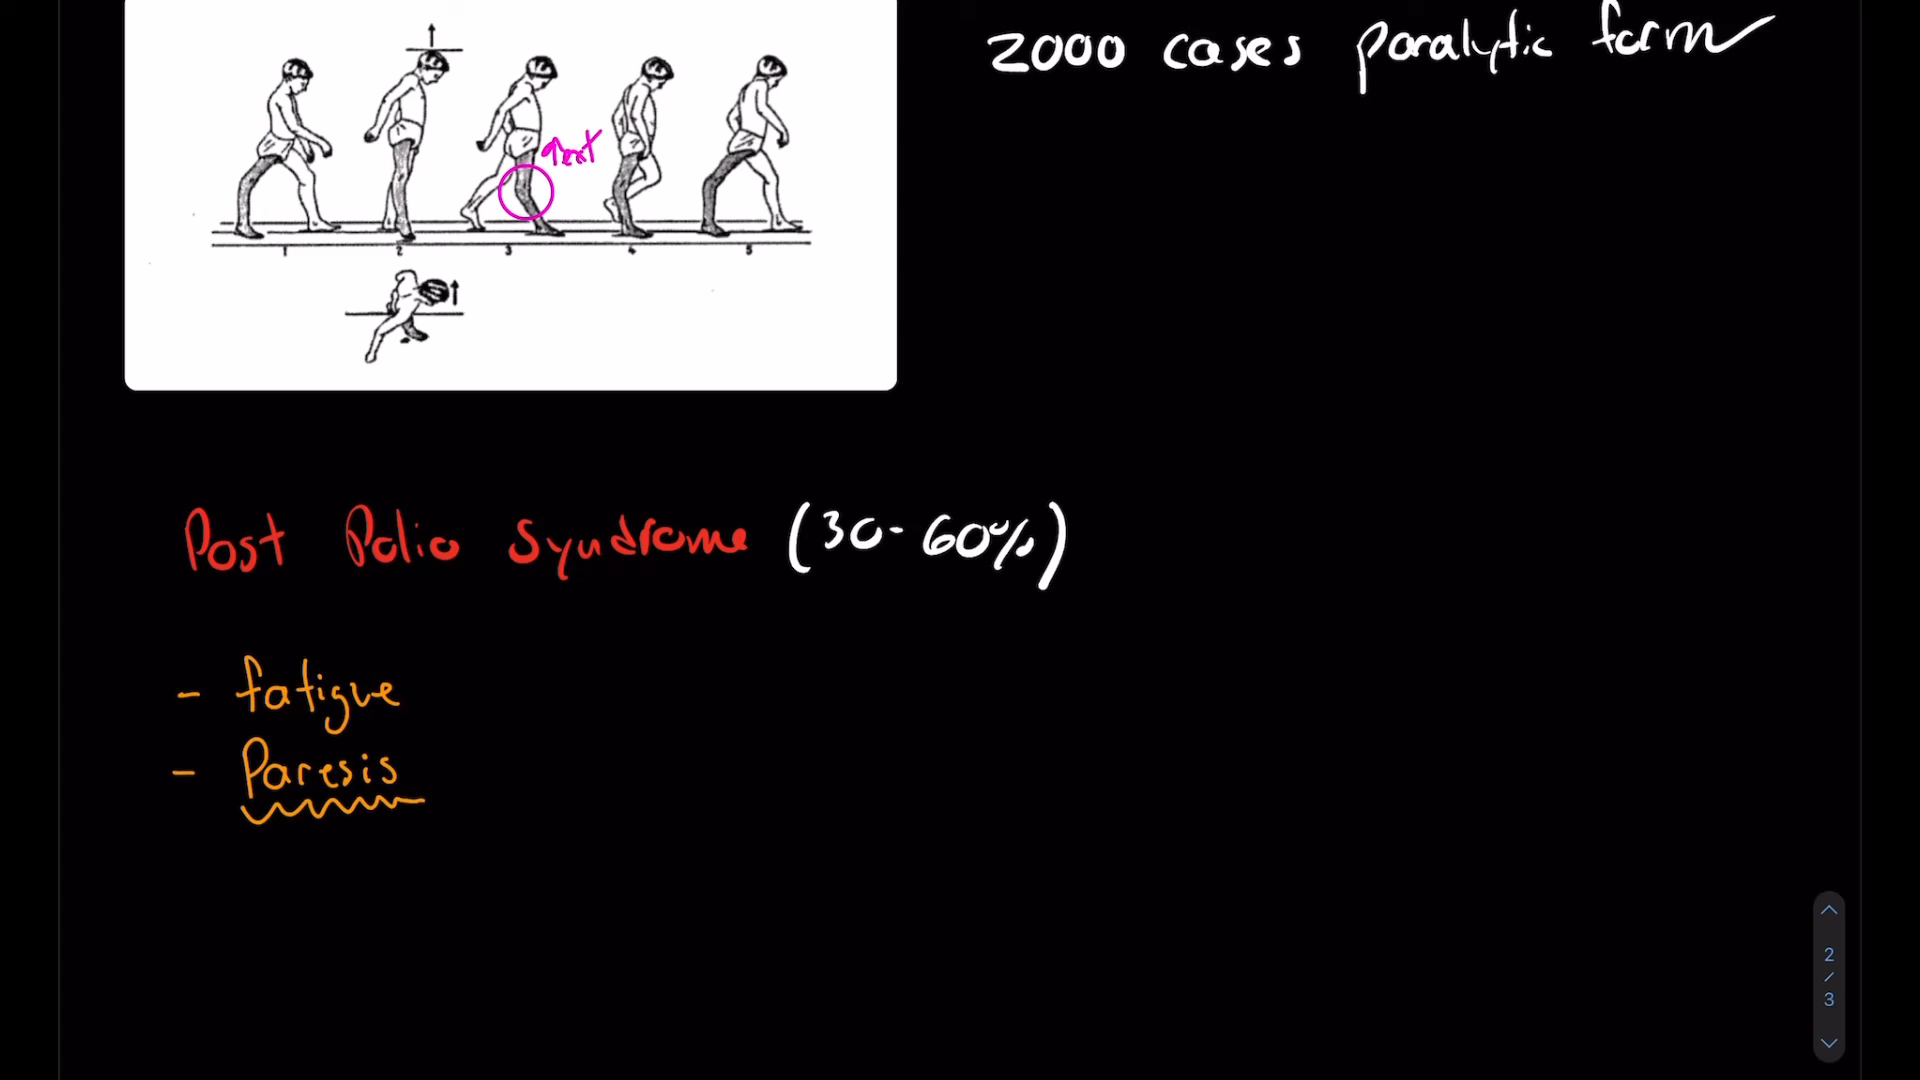 2000 cases paralytic form
↑ext
1 2 3 4 5
Post Polio Syndrome (30-60%)
- fatigue
- Paresis
2
/
3